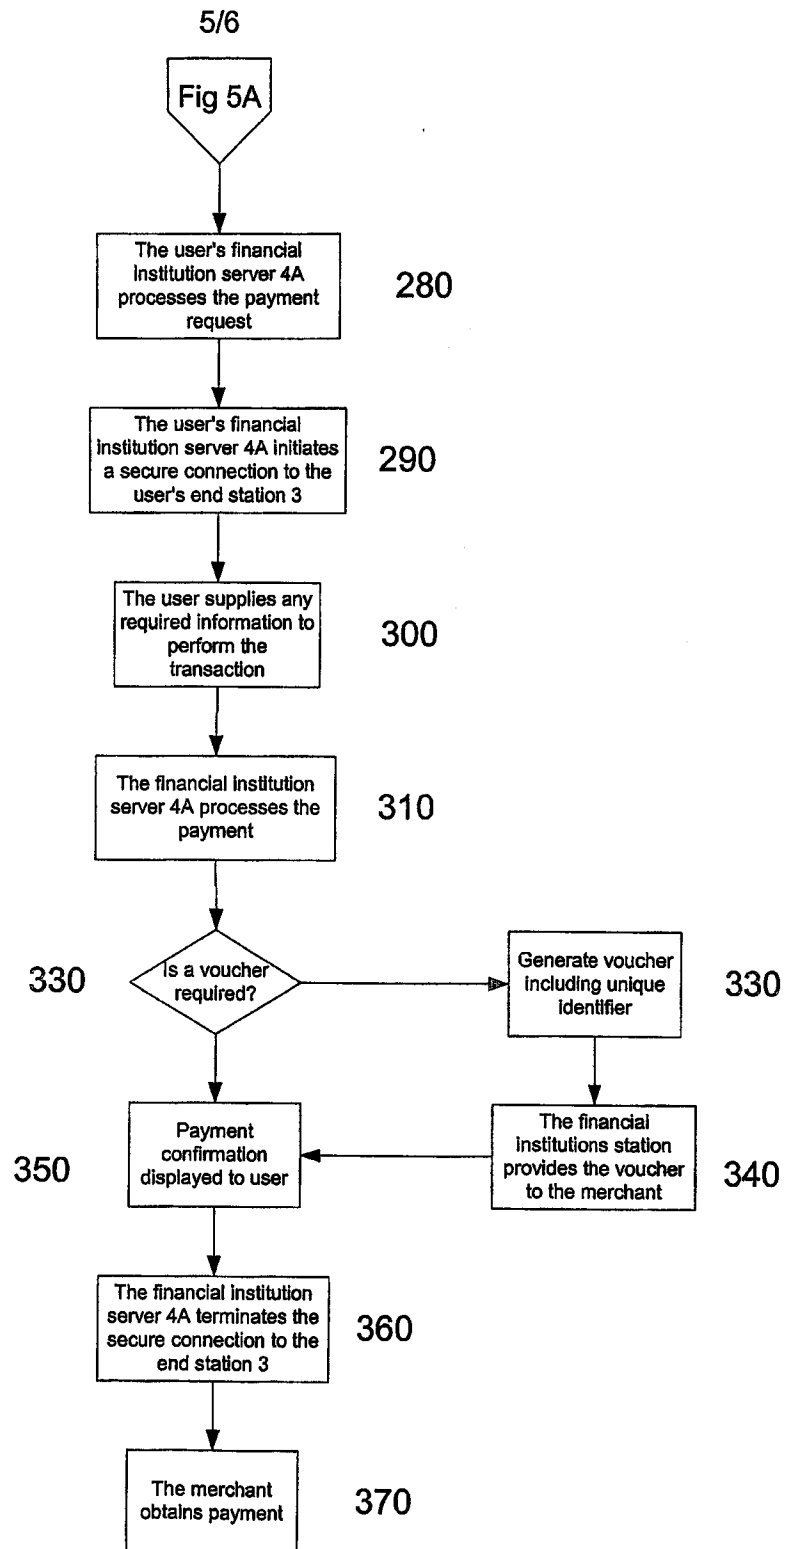 5/6
Fig 5A
The user's financial
institution server 4A
processes the payment
request
280
The user's financial
institution server 4A initiates
a secure connection to the
user's end station 3
290
The user supplies any
required information to
perform the
transaction
300
The financial institution
server 4A processes the
payment
310
330
Is a voucher
required?
Generate voucher
including unique
identifier
330
350
Payment
confirmation
displayed to user
The financial
institutions station
provides the voucher
to the merchant
340
The financial institution
server 4A terminates the
secure connection to the
end station 3
360
The merchant
obtains payment
370